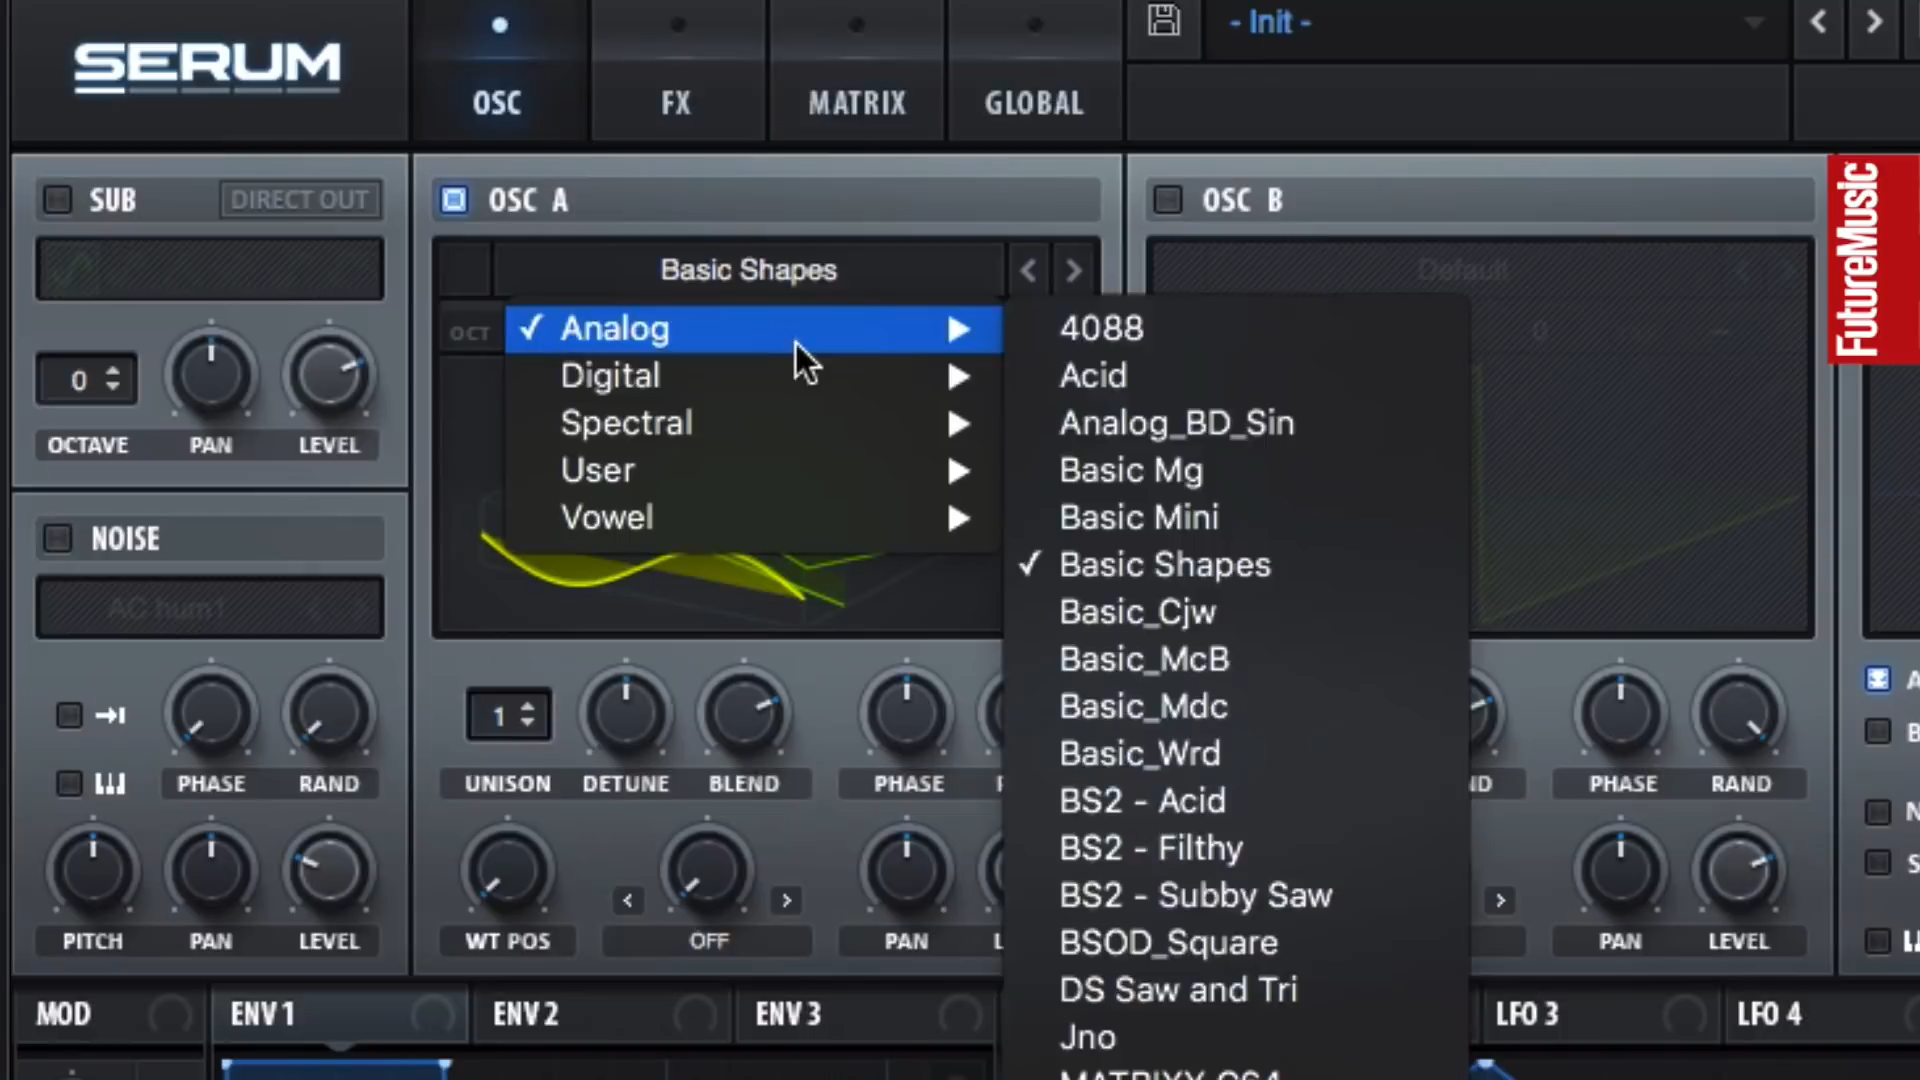 SERUM
OSC
FX
MATRIX
GLOBAL
- Init -
FutureMusic
SUB
DIRECT OUT
0
OCTAVE
PAN
LEVEL
NOISE
AC hum1
PHASE
RAND
PITCH
PAN
LEVEL
OSC A
Basic Shapes
OCT
✓ Analog
Digital
Spectral
User
Vowel
4088
Acid
Analog_BD_Sin
Basic Mg
Basic Mini
✓ Basic Shapes
Basic_Cjw
Basic_McB
Basic_Mdc
Basic_Wrd
BS2 - Acid
BS2 - Filthy
BS2 - Subby Saw
BSOD_Square
DS Saw and Tri
Jno
1
UNISON
DETUNE
BLEND
PHASE
WT POS
OFF
PAN
OSC B
Default
0
PHASE
RAND
PAN
LEVEL
MOD
ENV 1
ENV 2
ENV 3
LFO 3
LFO 4